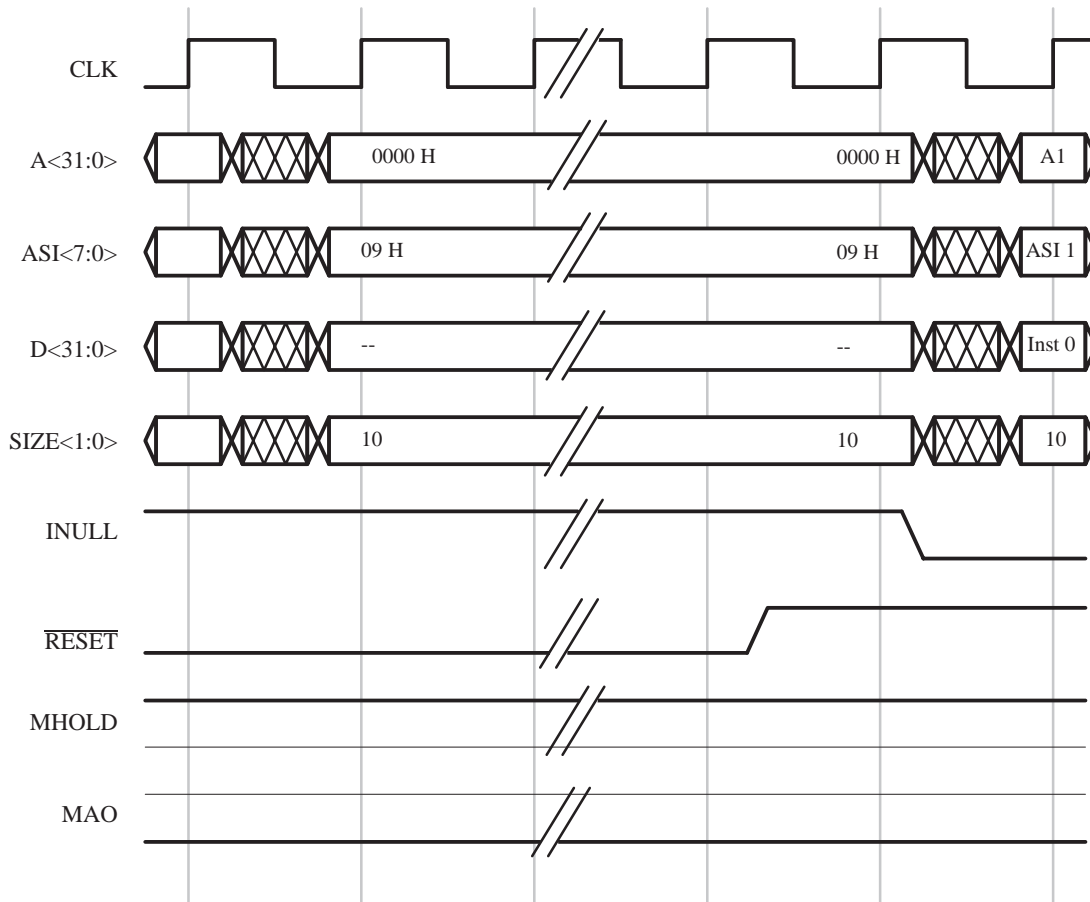 CLK
A<31:0> 0000 H 0000 H A1
ASI<7:0> 09 H 09 H ASI 1
D<31:0> -- -- Inst 0
SIZE<1:0> 10 10 10
INULL
RESET
MHOLD
MAO